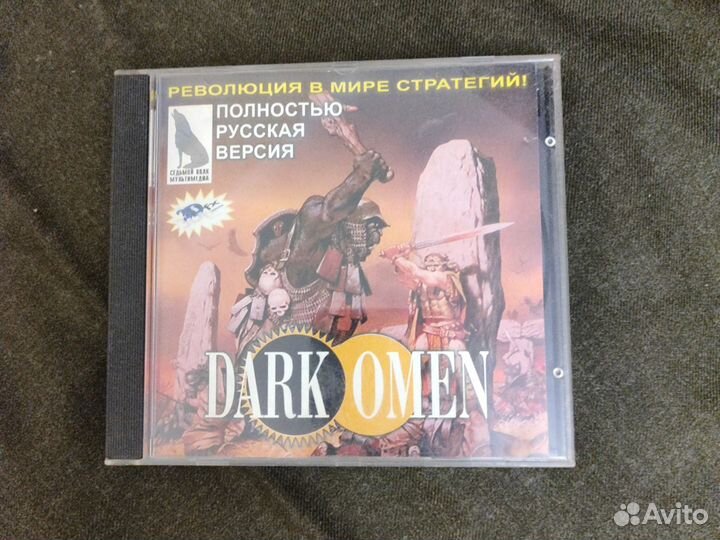 РЕВОЛЮЦИЯ В МИРЕ СТРАТЕГИЙ!
ПОЛНОСТЬЮ
РУССКАЯ
ВЕРСИЯ
СЕДЬМОЙ ВОЛК
МУЛЬТИМЕДИА
DARK OMEN
Avito